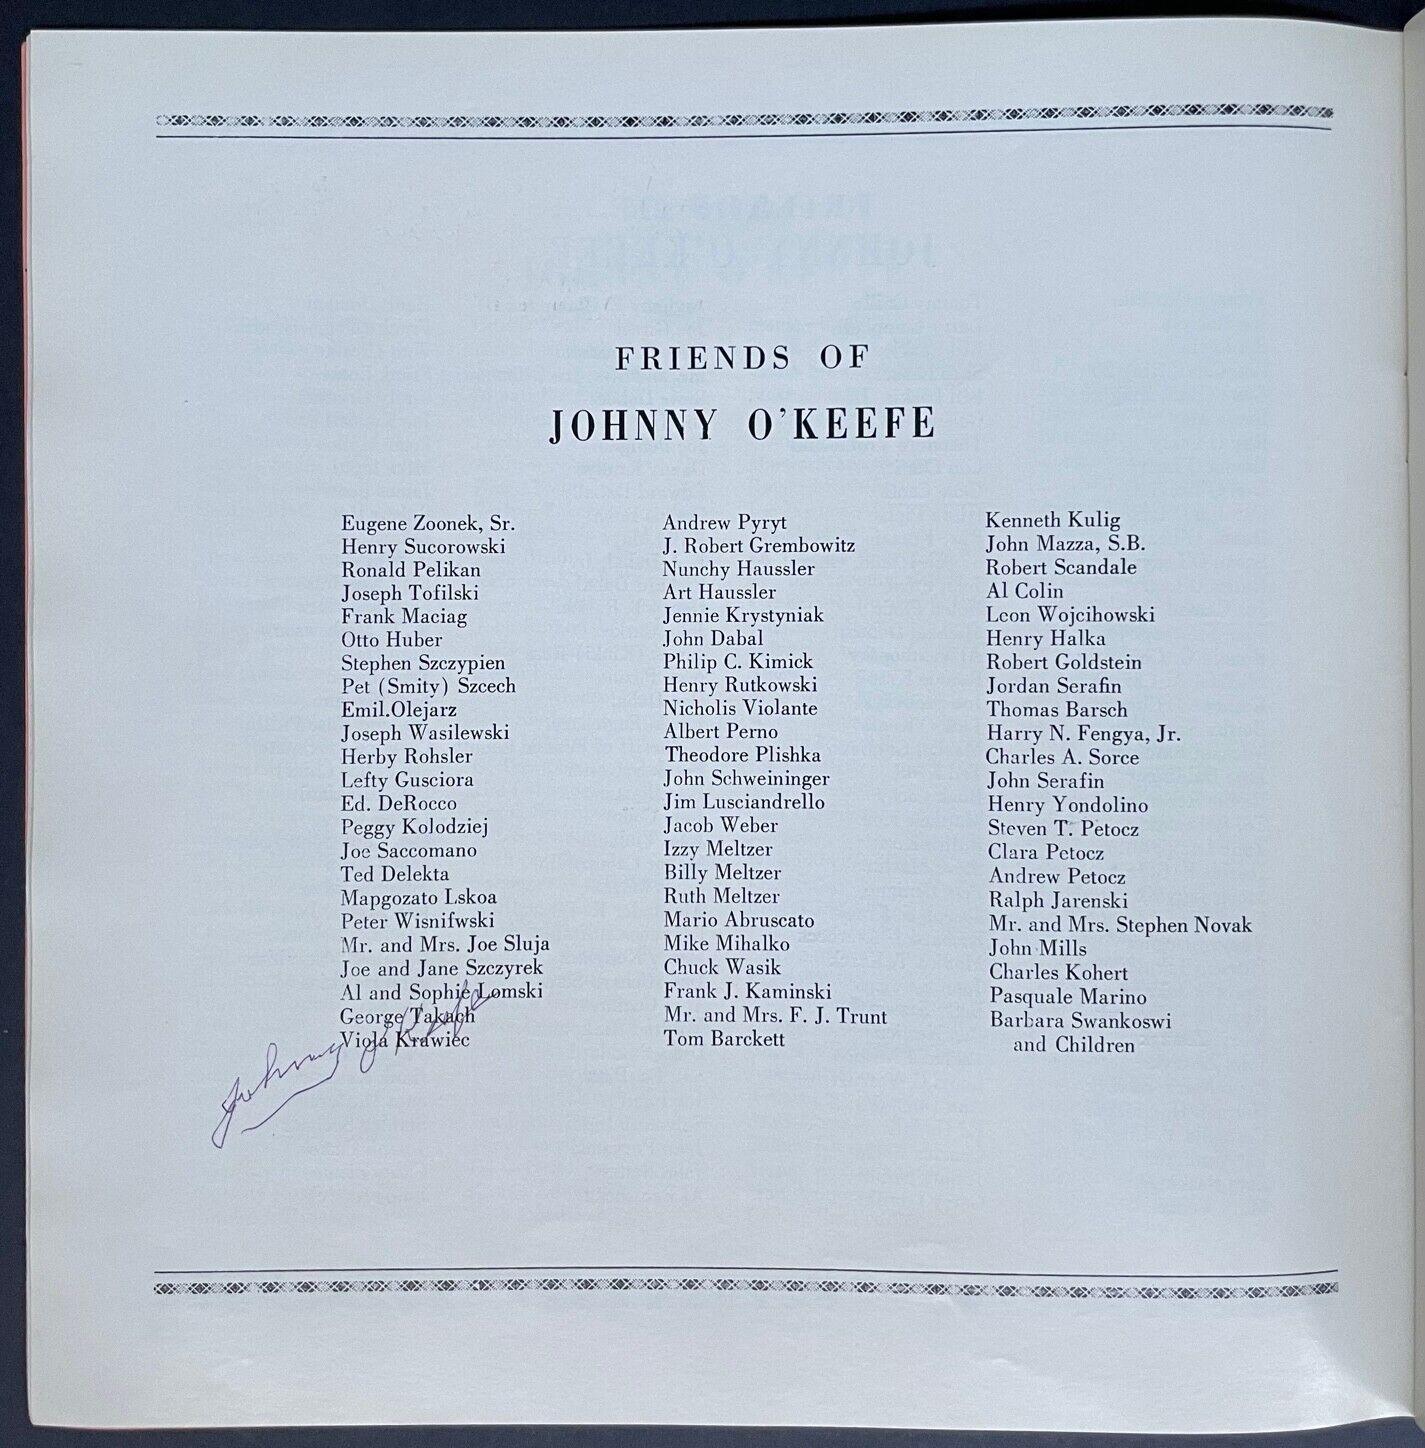 FRIENDS OF
JOHNNY O'KEEFE
Eugene Zoonek, Sr.
Henry Sucorowski
Ronald Pelikan
Joseph Tofilski
Frank Maciag
Otto Huber
Stephen Szczypien
Pet (Smity) Szcech
Emil.Olejarz
Joseph Wasilewski
Herby Rohsler
Lefty Gusciora
Ed. DeRocco
Peggy Kolodziej
Joe Saccomano
Ted Delekta
Mapgozato Lskoa
Peter Wisnifwski
Mr. and Mrs. Joe Sluja
Joe and Jane Szczyrek
Al and Sophie Lomski
George Takach
Viola Krawiec
Andrew Pyryt
J. Robert Grembowitz
Nunchy Haussler
Art Haussler
Jennie Krystyniak
John Dabal
Philip C. Kimick
Henry Rutkowski
Nicholis Violante
Albert Perno
Theodore Plishka
John Schweininger
Jim Lusciandrello
Jacob Weber
Izzy Meltzer
Billy Meltzer
Ruth Meltzer
Mario Abruscato
Mike Mihalko
Chuck Wasik
Frank J. Kaminski
Mr. and Mrs. F. J. Trunt
Tom Barckett
Kenneth Kulig
John Mazza, S.B.
Robert Scandale
Al Colin
Leon Wojcihowski
Henry Halka
Robert Goldstein
Jordan Serafin
Thomas Barsch
Harry N. Fengya, Jr.
Charles A. Sorce
John Serafin
Henry Yondolino
Steven T. Petocz
Clara Petocz
Andrew Petocz
Ralph Jarenski
Mr. and Mrs. Stephen Novak
John Mills
Charles Kohert
Pasquale Marino
Barbara Swankoswi
and Children
Johnny O'Keefe